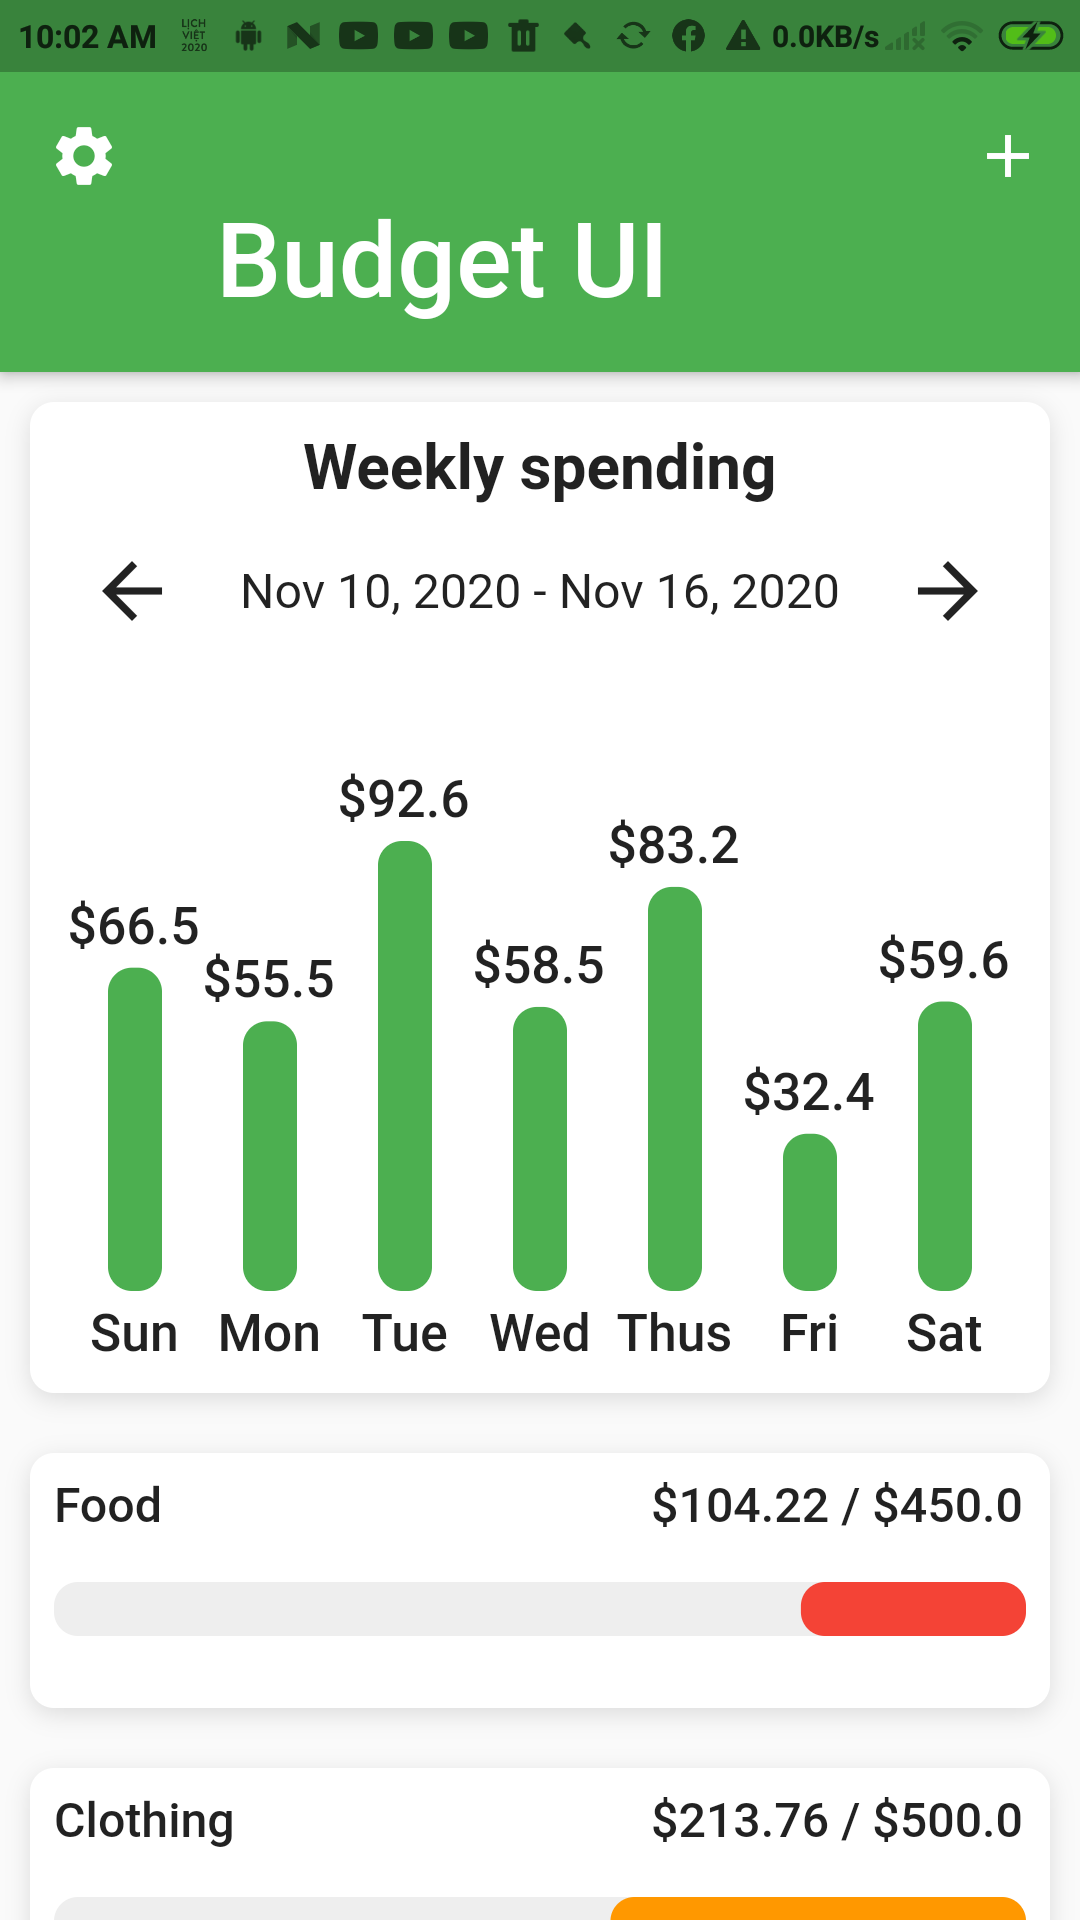 10:02 AM LỊCH VIỆT 2020 0.0KB/s
Budget UI
Weekly spending
Nov 10, 2020 - Nov 16, 2020
$92.6
$83.2
$66.5
$59.6
$58.5
$55.5
$32.4
Sun Mon Tue Wed Thus Fri Sat
Food $104.22 / $450.0
Clothing $213.76 / $500.0